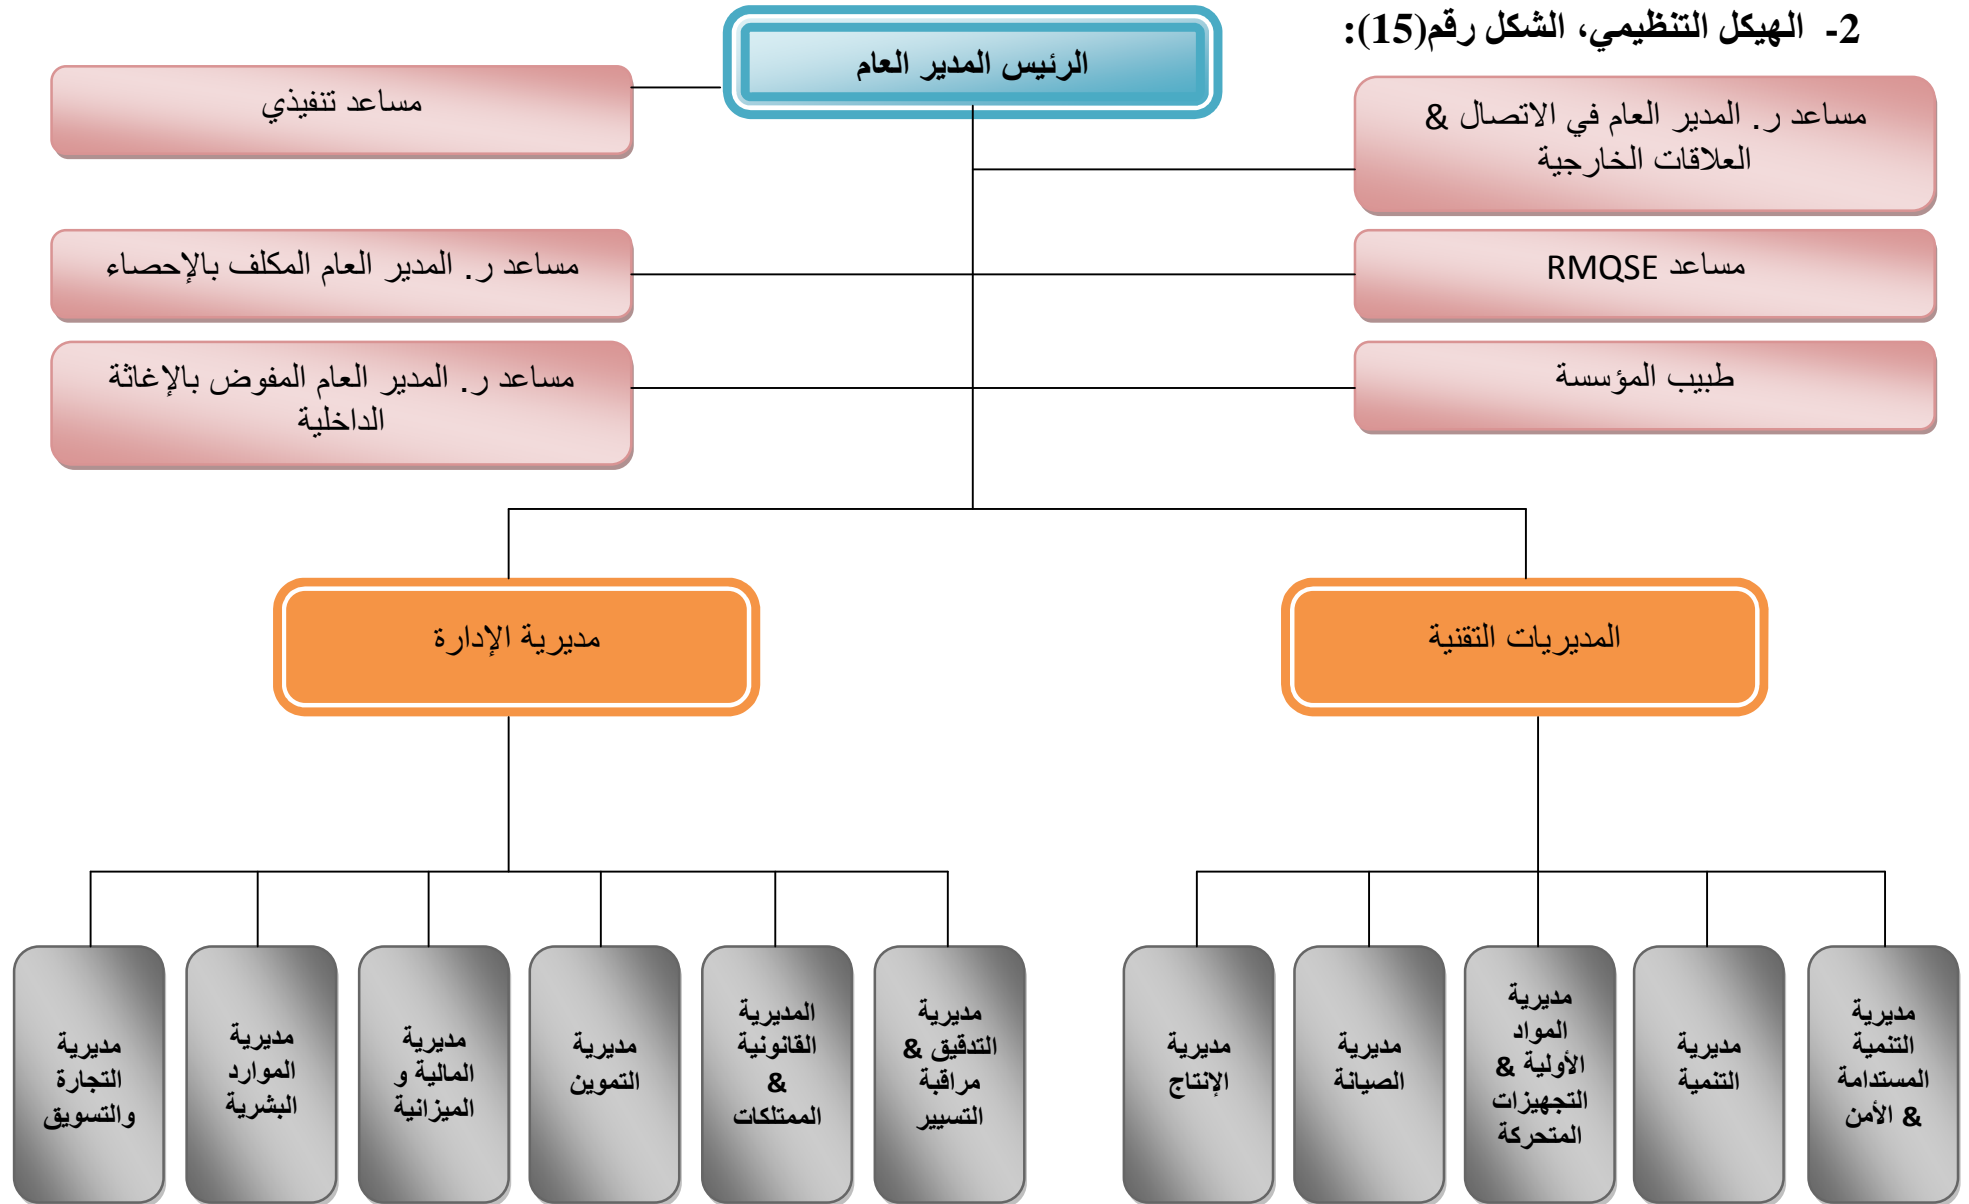 2- الهيكل التنظيمي، الشكل رقم(15):
الرئيس المدير العام
مساعد ر. المدير العام في الاتصال &
العلاقات الخارجية
مساعد تنفيذي
مساعد RMQSE
مساعد ر. المدير العام المكلف بالإحصاء
طبيب المؤسسة
مساعد ر. المدير العام المفوض بالإغاثة
الداخلية
المديريات التقنية
مديرية الإدارة
مديرية
التنمية
المستدامة
& الأمن
مديرية
التنمية
مديرية
المواد
الأولية &
التجهيزات
المتحركة
مديرية
الصيانة
مديرية
الإنتاج
مديرية
التدقيق &
مراقبة
التسيير
المديرية
القانونية
&
الممتلكات
مديرية
التموين
مديرية
المالية و
الميزانية
مديرية
الموارد
البشرية
مديرية
التجارة
والتسويق